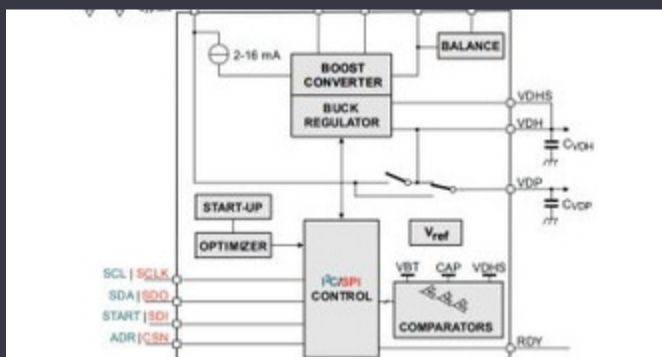 2-16 mA
BALANCE
BOOST
CONVERTER
BUCK
REGULATOR
VDHS
VDH
CVDH
VDP
CVDP
START-UP
OPTIMIZER
Vref
I²C/SPI
CONTROL
VBT CAP VDHS
COMPARATORS
SCL | SCLK
SDA | SDO
START | SDI
ADR | CSN
RDY